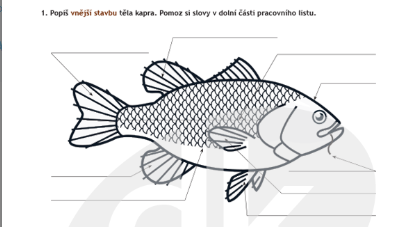 1. Popiš vnější stavbu těla kapra. Pomoz si slovy v dolní části pracovního listu.